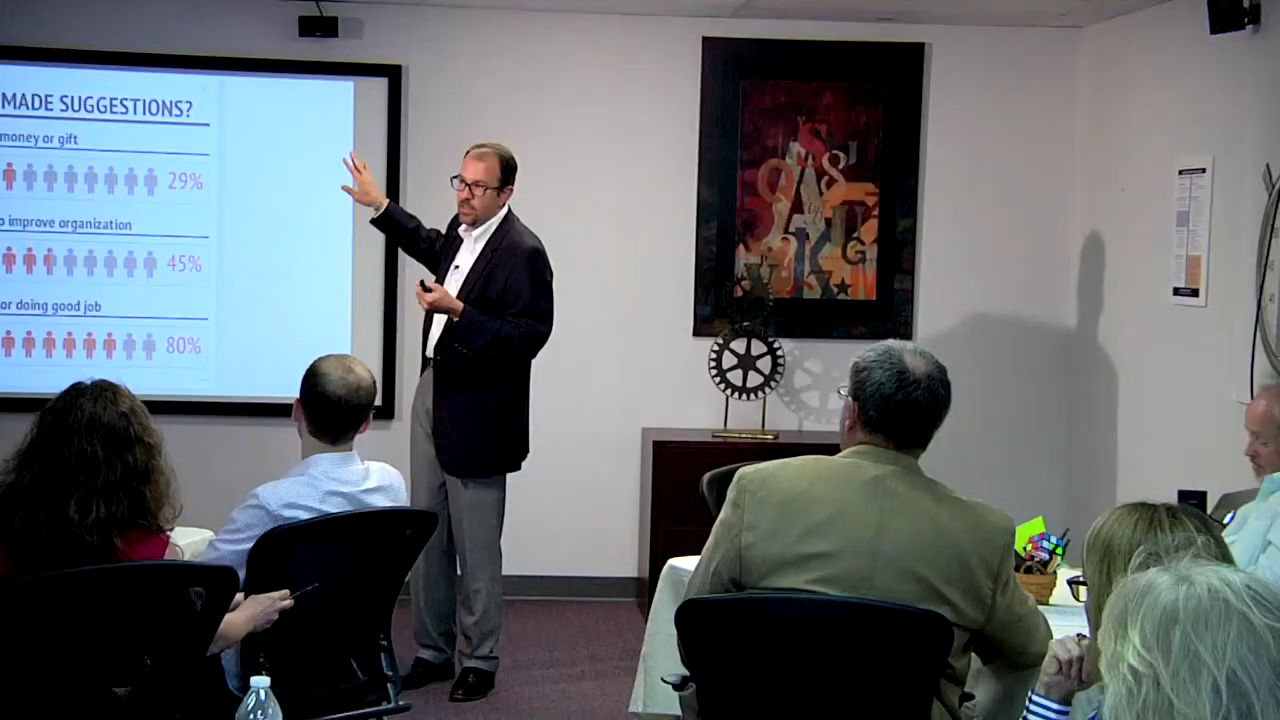 MADE SUGGESTIONS?
money or gift
29%
o improve organization
45%
or doing good job
80%